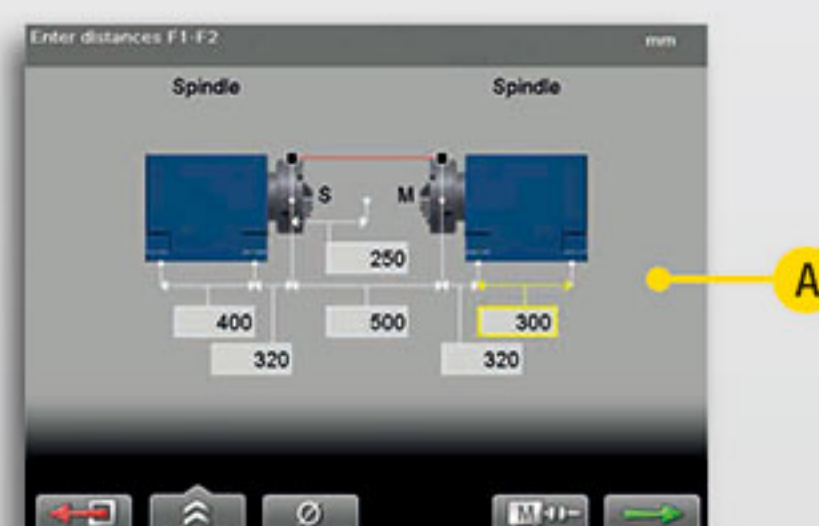 Enter distances F1-F2 mm
Spindle Spindle
S M
250
400 500 300
320 320
A
Ø M